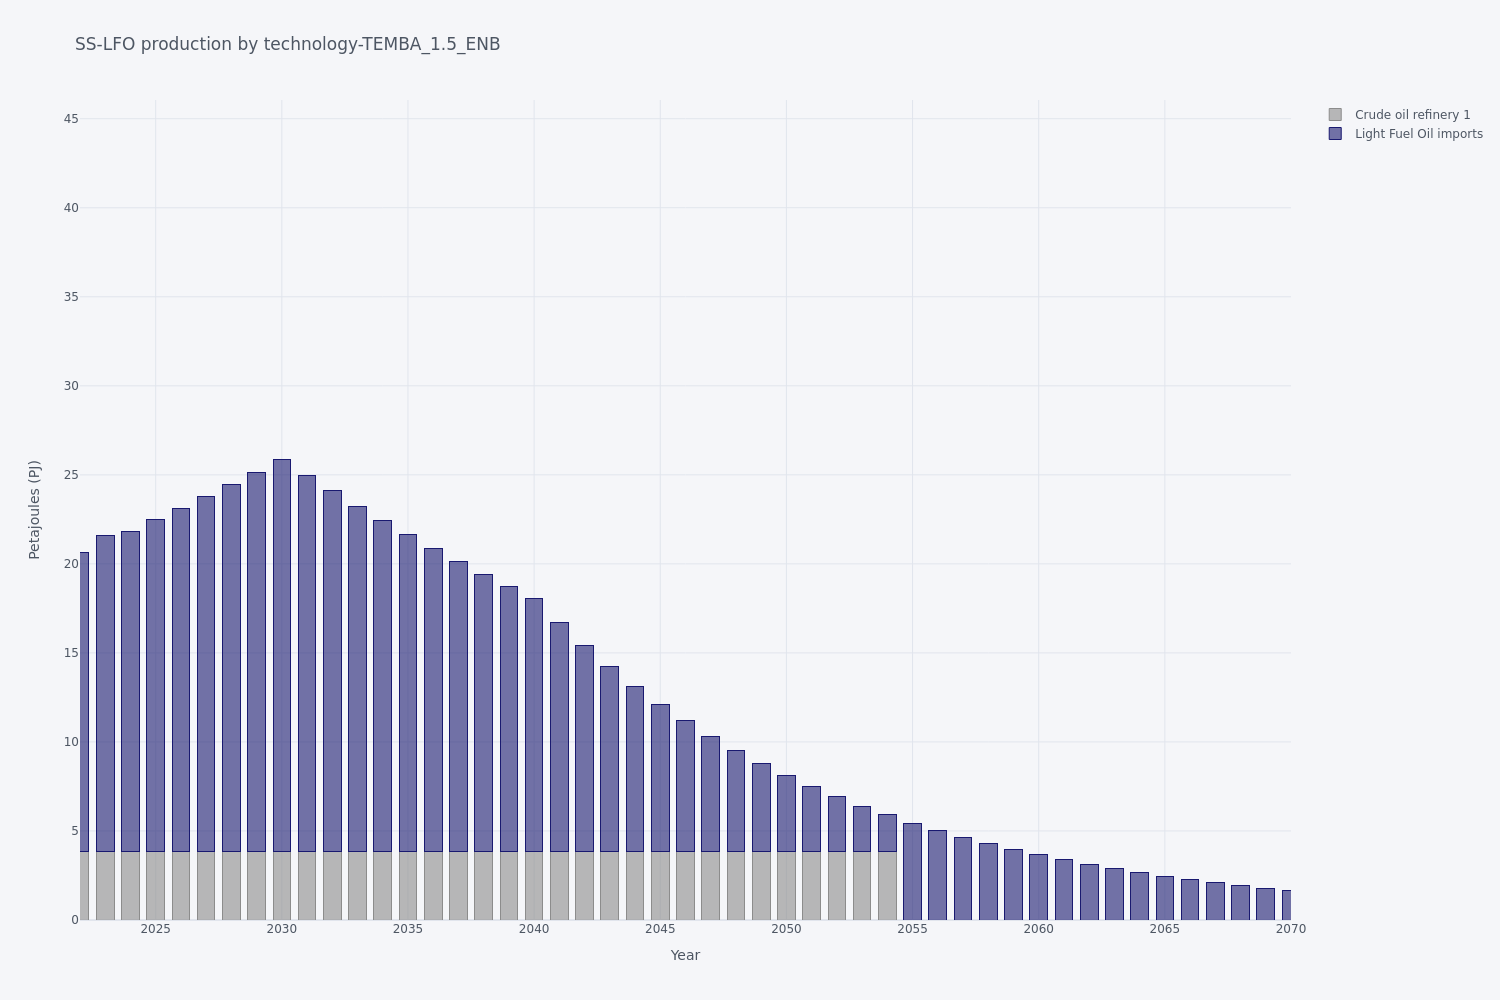 SS-LFO production by technology-TEMBA_1.5_ENB
Crude oil refinery 1
Light Fuel Oil imports
45
40
35
30
25
20
15
10
5
0
Petajoules (PJ)
2025 2030 2035 2040 2045 2050 2055 2060 2065 2070
Year